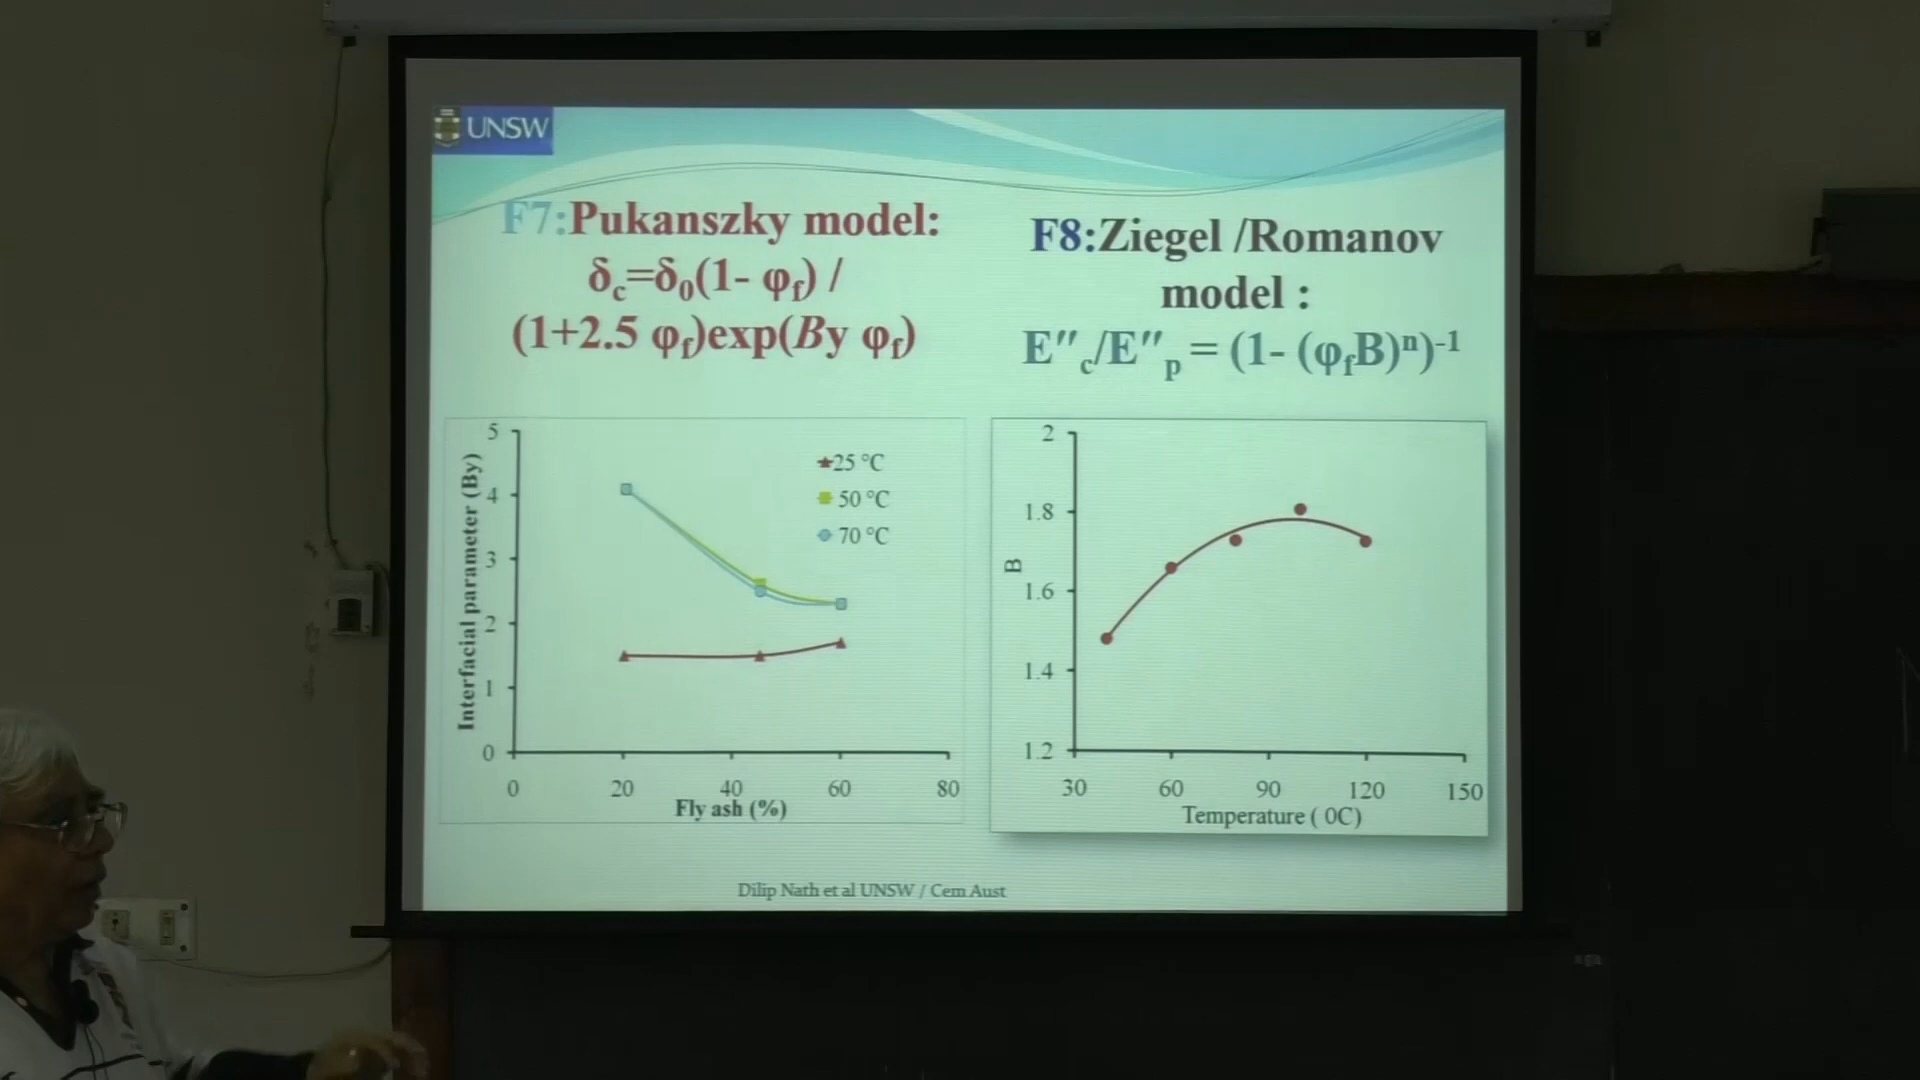 UNSW
F7:Pukanszky model:
δc=δ0(1- φf) /
(1+2.5 φf)exp(By φf)
F8:Ziegel /Romanov
model :
E″c/E″p = (1- (φfB)ⁿ)⁻¹
Interfacial parameter (By)
5
4
3
2
1
0
25 °C
50 °C
70 °C
0 20 40 60 80
Fly ash (%)
B
2
1.8
1.6
1.4
1.2
30 60 90 120 150
Temperature ( 0C)
Dilip Nath et al UNSW / Cem Aust